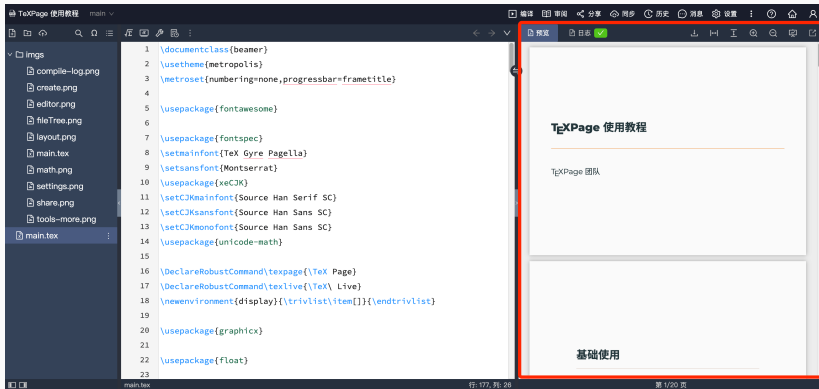 TeXPage 使用教程 main
编译 审阅 分享 同步 历史 消息 设置
预览 日志
imgs
compile-log.png
create.png
editor.png
fileTree.png
layout.png
main.tex
math.png
settings.png
share.png
tools-more.png
main.tex
1 \documentclass{beamer}
2 \usetheme{metropolis}
3 \metroset{numbering=none,progressbar=frametitle}
4
5 \usepackage{fontawesome}
6
7 \usepackage{fontspec}
8 \setmainfont{TeX Gyre Pagella}
9 \setsansfont{Montserrat}
10 \usepackage{xeCJK}
11 \setCJKmainfont{Source Han Serif SC}
12 \setCJKsansfont{Source Han Sans SC}
13 \setCJKmonofont{Source Han Sans SC}
14 \usepackage{unicode-math}
15
16 \DeclareRobustCommand\texpage{\TeX Page}
17 \DeclareRobustCommand\texlive{\TeX\ Live}
18 \newenvironment{display}{\trivlist\item[]}{\endtrivlist}
19
20 \usepackage{graphicx}
21
22 \usepackage{float}
23
TEXPage 使用教程
TEXPage 团队
基础使用
main.tex
行: 177, 列: 26
第 1/20 页